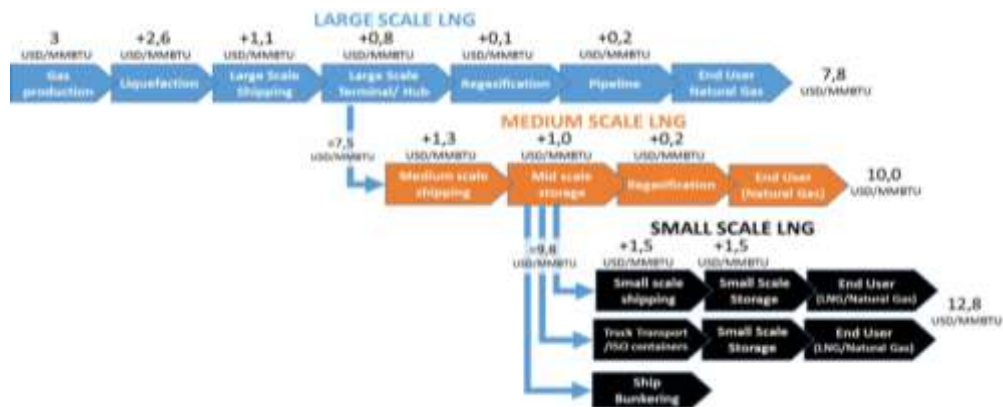 LARGE SCALE LNG
3 +2,6 +1,1 +0,8 +0,1 +0,2
USD/MMBTU USD/MMBTU USD/MMBTU USD/MMBTU USD/MMBTU USD/MMBTU
Gas production
Liquefaction
Large Scale Shipping
Large Scale Terminal/ Hub
Regasification
Pipeline
End User Natural Gas
7,8
USD/MMBTU
MEDIUM SCALE LNG
=7,5
USD/MMBTU
+1,3 +1,0 +0,2
USD/MMBTU USD/MMBTU USD/MMBTU
Medium scale shipping
Mid scale storage
Regasification
End User (Natural Gas)
10,0
USD/MMBTU
SMALL SCALE LNG
=9,8
USD/MMBTU
+1,5 +1,5
USD/MMBTU USD/MMBTU
Small scale shipping
Small Scale Storage
End User (LNG/Natural Gas)
12,8
USD/MMBTU
Truck Transport /ISO containers
Small Scale Storage
End User (LNG/Natural Gas)
Ship Bunkering